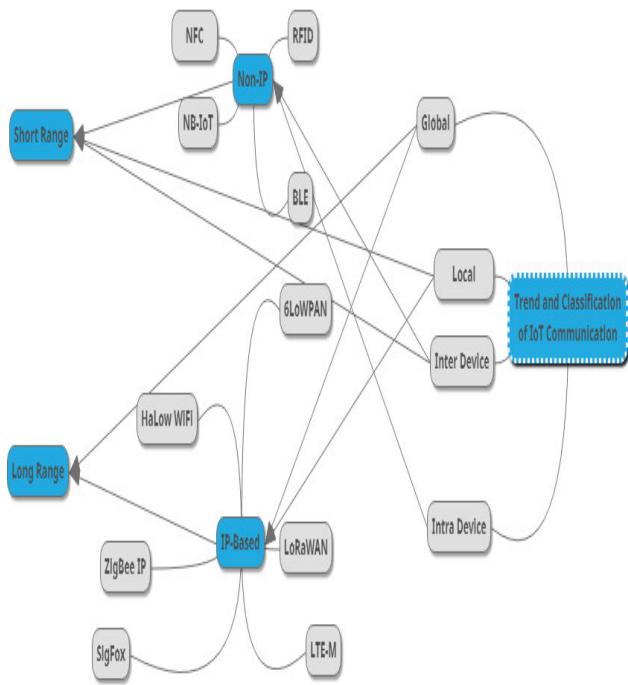 NFC
RFID
Non-IP
NB-IoT
Short Range
Global
BLE
Local
6LoWPAN
Trend and Classification
of IoT Communication
Inter Device
HaLow WIFI
Long Range
IP-Based
LoRaWAN
Intra Device
ZigBee IP
SigFox
LTE-M